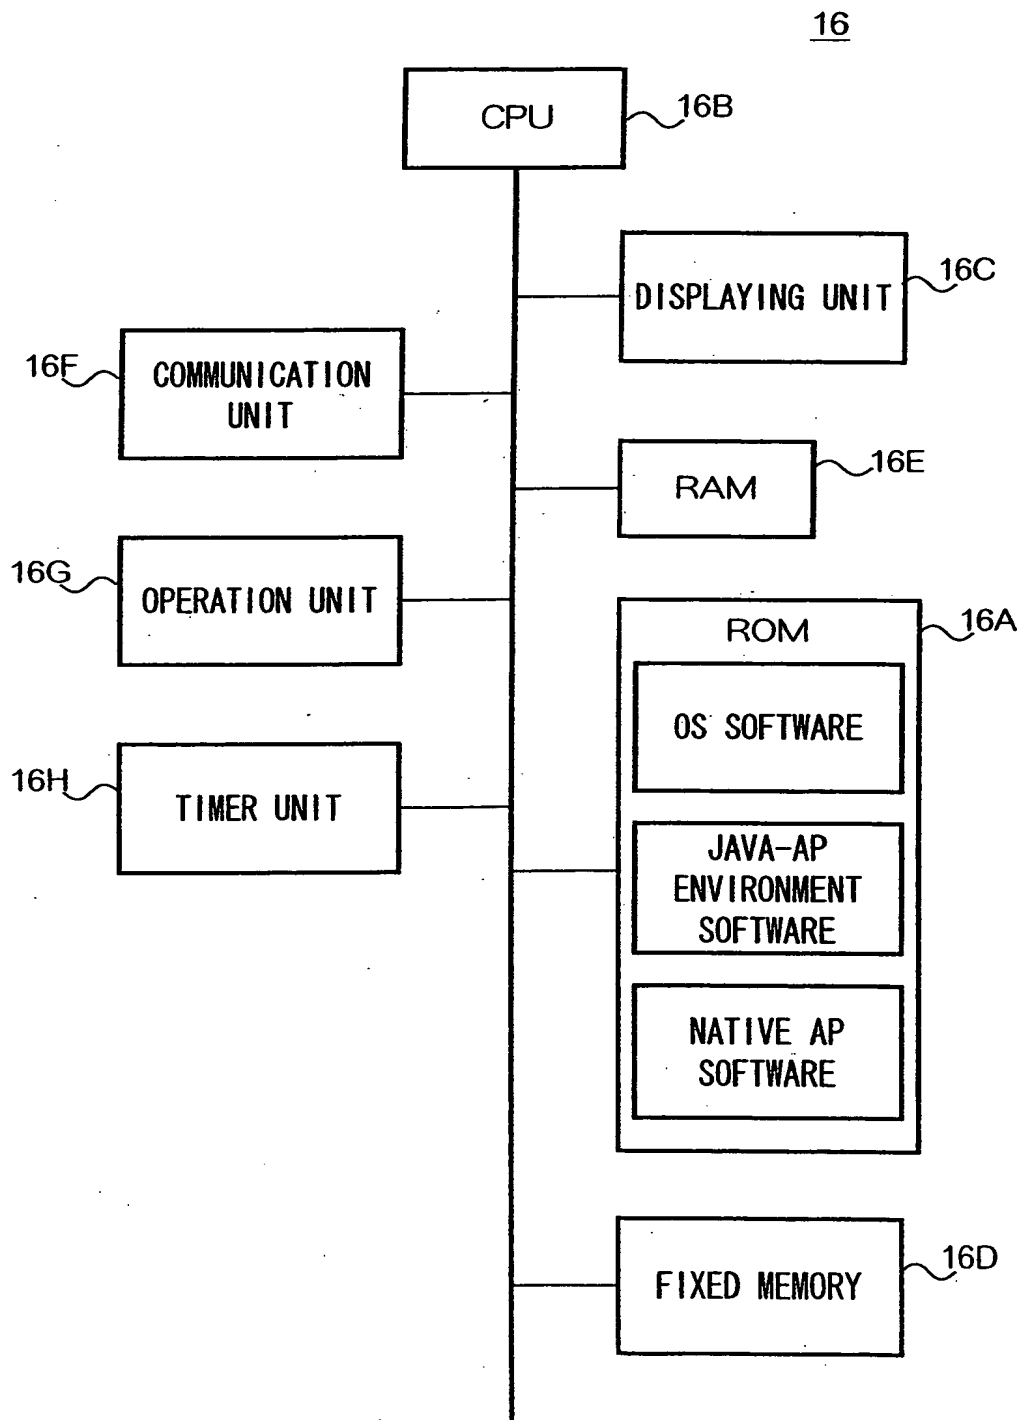 16
CPU
16B
DISPLAYING UNIT
16C
16F
COMMUNICATION
UNIT
RAM
16E
16G
OPERATION UNIT
ROM
16A
OS SOFTWARE
16H
TIMER UNIT
JAVA-AP
ENVIRONMENT
SOFTWARE
NATIVE AP
SOFTWARE
FIXED MEMORY
16D